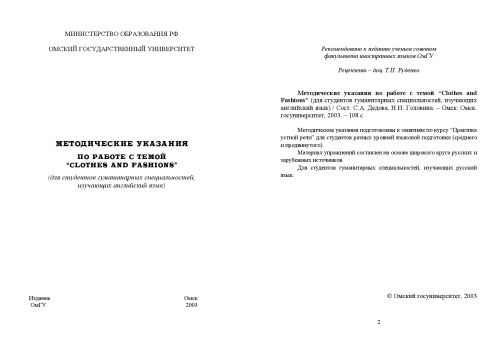 МИНИСТЕРСТВО ОБРАЗОВАНИЯ РФ
ОМСКИЙ ГОСУДАРСТВЕННЫЙ УНИВЕРСИТЕТ
МЕТОДИЧЕСКИЕ УКАЗАНИЯ
ПО РАБОТЕ С ТЕМОЙ
“CLOTHES AND FASHIONS”
(для студентов гуманитарных специальностей,
изучающих английский язык)
Издание
ОмГУ
Омск
2003
Рекомендовано к изданию ученым советом
факультета иностранных языков ОмГУ
Рецензент – доц. Т.П. Руденко
Методические указания по работе с темой “Clothes and
Fashions” (для студентов гуманитарных специальностей, изучающих
английский язык) / Сост. С.А. Дедова, Н.Н. Головина. – Омск: Омск.
госуниверситет, 2003. – 108 с.
Методические указания подготовлены к занятиям по курсу “Практика
устной речи” для студентов разных уровней языковой подготовки (среднего
и продвинутого).
Материал упражнений составлен на основе широкого круга русских и
зарубежных источников.
Для студентов гуманитарных специальностей, изучающих русский
язык.
© Омский госуниверситет, 2003
2